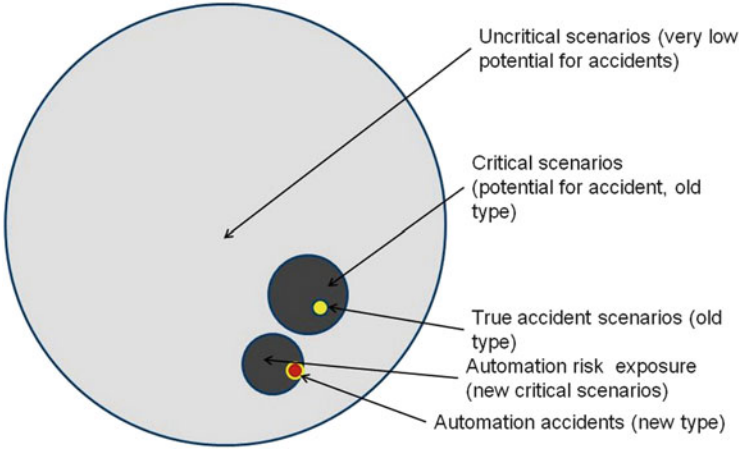 Uncritical scenarios (very low
potential for accidents)
Critical scenarios
(potential for accident, old
type)
True accident scenarios (old
type)
Automation risk exposure
(new critical scenarios)
Automation accidents (new type)